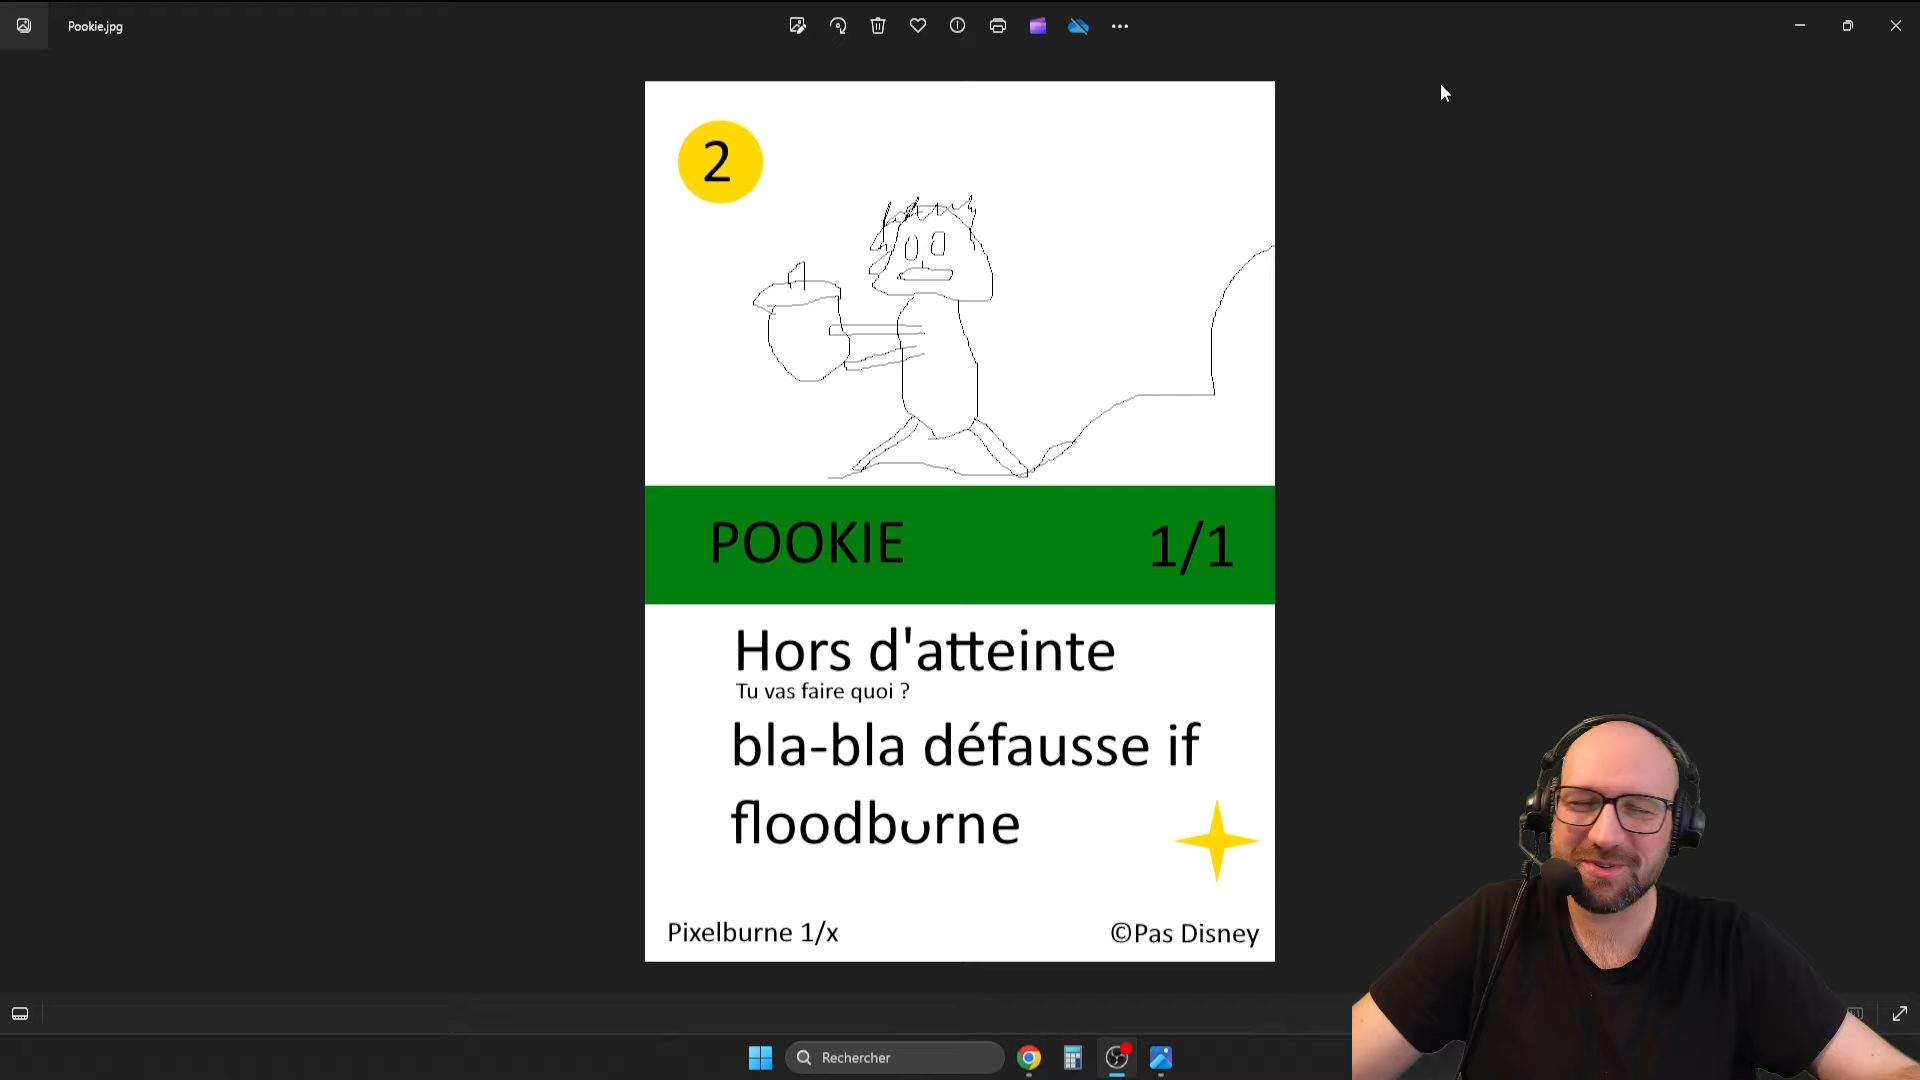 Pookie.jpg
2
POOKIE 1/1
Hors d'atteinte
Tu vas faire quoi ?
bla-bla défausse if
floodburne
Pixelburne 1/x ©Pas Disney
Rechercher